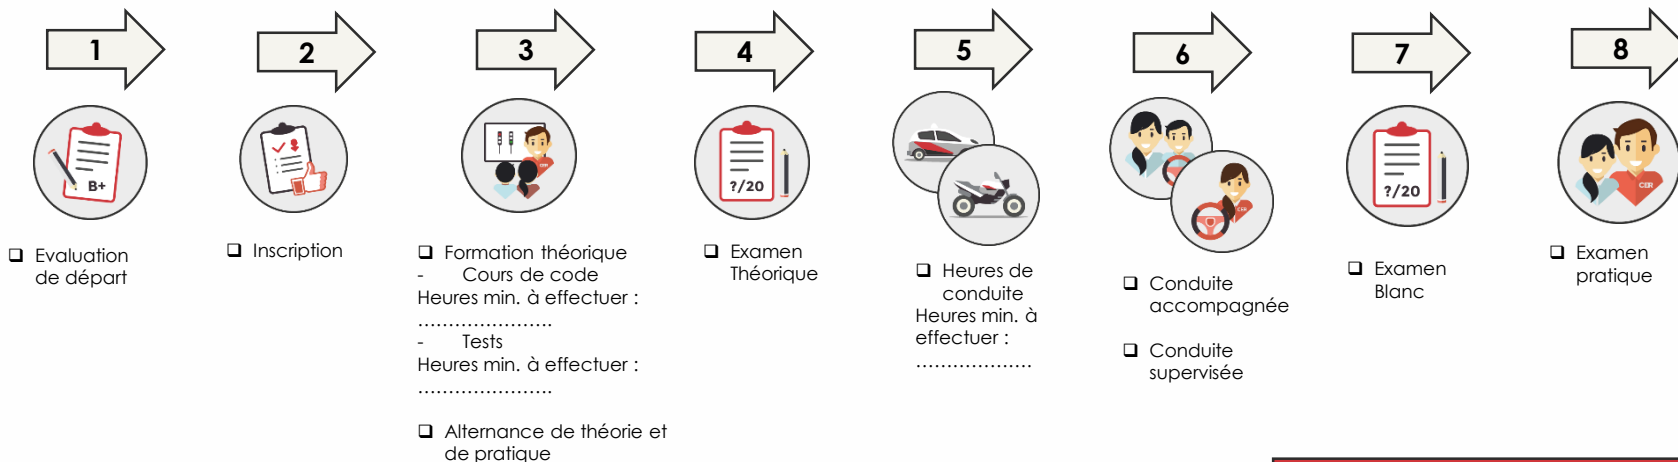 1
2
3
4
5
6
7
8
B+
?/20
CER
?/20
CER
❑ Evaluation
de départ
❑ Inscription
❑ Formation théorique
- Cours de code
Heures min. à effectuer :
......................
- Tests
Heures min. à effectuer :
......................
❑ Alternance de théorie et
de pratique
❑ Examen
Théorique
❑ Heures de
conduite
Heures min. à
effectuer :
...................
❑ Conduite
accompagnée
❑ Conduite
supervisée
❑ Examen
Blanc
❑ Examen
pratique